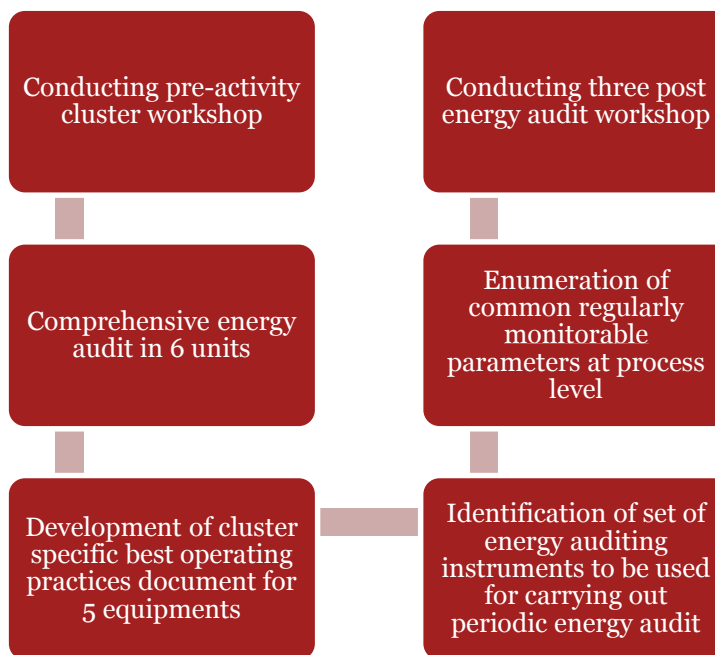 Conducting pre-activity
cluster workshop
Comprehensive energy
audit in 6 units
Development of cluster
specific best operating
practices document for
5 equipments
Identification of set of
energy auditing
instruments to be used
for carrying out
periodic energy audit
Enumeration of
common regularly
monitorable
parameters at process
level
Conducting three post
energy audit workshop